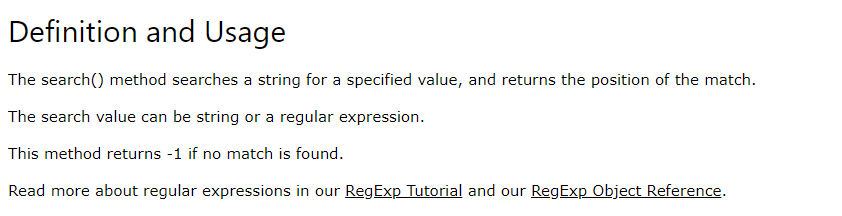 Definition and Usage
The search() method searches a string for a specified value, and returns the position of the match.
The search value can be string or a regular expression.
This method returns -1 if no match is found.
Read more about regular expressions in our RegExp Tutorial and our RegExp Object Reference.